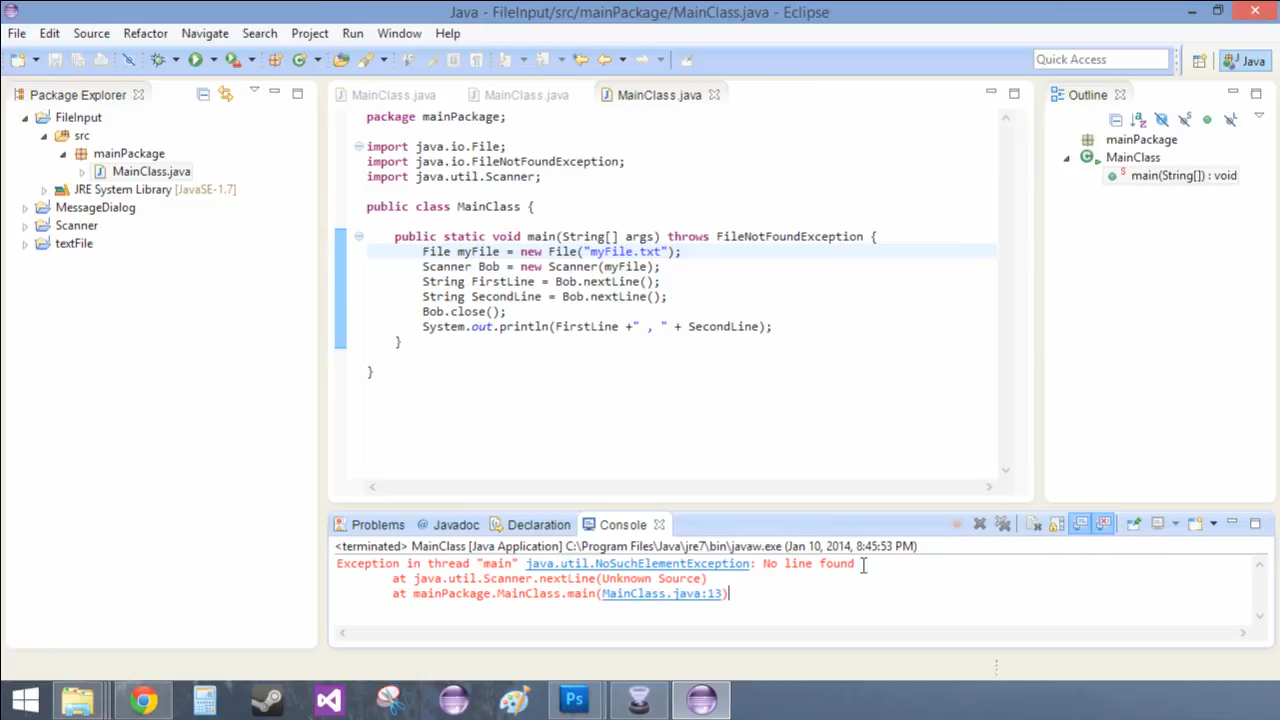 Java - FileInput/src/mainPackage/MainClass.java - Eclipse
File Edit Source Refactor Navigate Search Project Run Window Help
Quick Access
Java
Package Explorer
FileInput
src
mainPackage
MainClass.java
JRE System Library [JavaSE-1.7]
MessageDialog
Scanner
textFile
MainClass.java MainClass.java MainClass.java
package mainPackage;
import java.io.File;
import java.io.FileNotFoundException;
import java.util.Scanner;
public class MainClass {
public static void main(String[] args) throws FileNotFoundException {
File myFile = new File("myFile.txt");
Scanner Bob = new Scanner(myFile);
String FirstLine = Bob.nextLine();
String SecondLine = Bob.nextLine();
Bob.close();
System.out.println(FirstLine +" , " + SecondLine);
}
}
Outline
mainPackage
MainClass
main(String[]) : void
Problems @ Javadoc Declaration Console
<terminated> MainClass [Java Application] C:\Program Files\Java\jre7\bin\javaw.exe (Jan 10, 2014, 8:45:53 PM)
Exception in thread "main" java.util.NoSuchElementException: No line found
at java.util.Scanner.nextLine(Unknown Source)
at mainPackage.MainClass.main(MainClass.java:13)
Ps